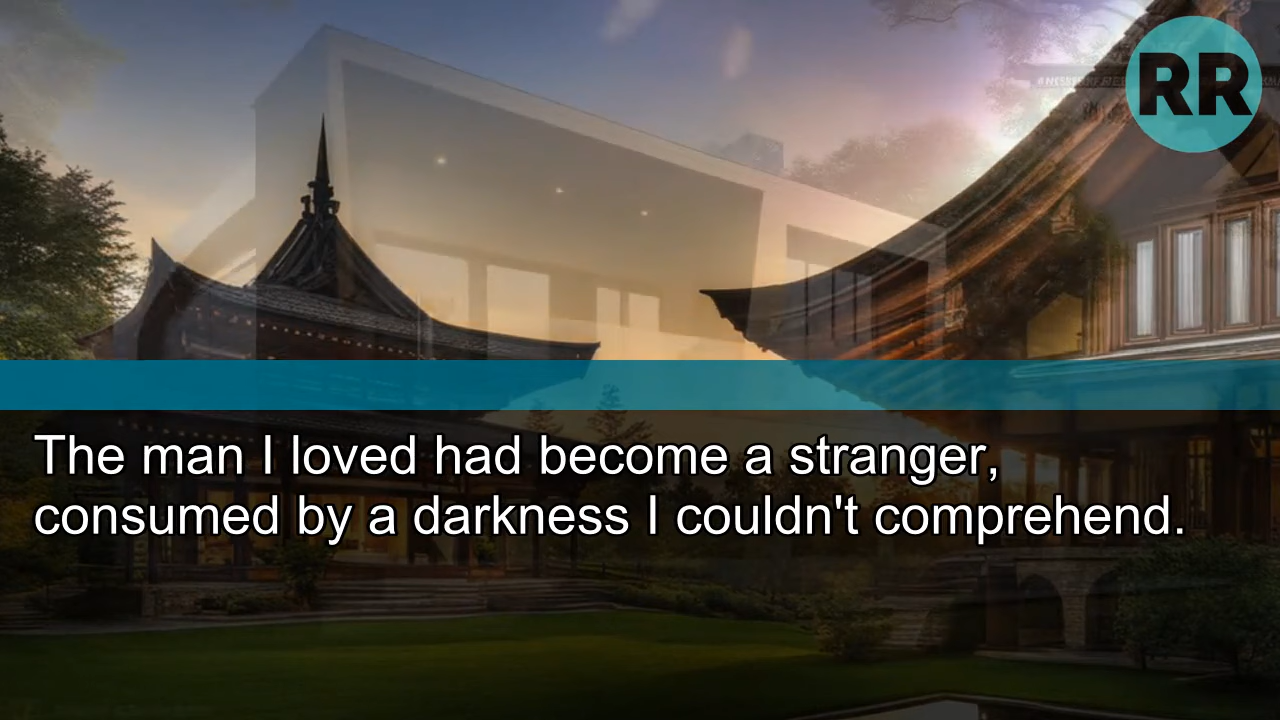 RR
The man I loved had become a stranger,
consumed by a darkness I couldn't comprehend.